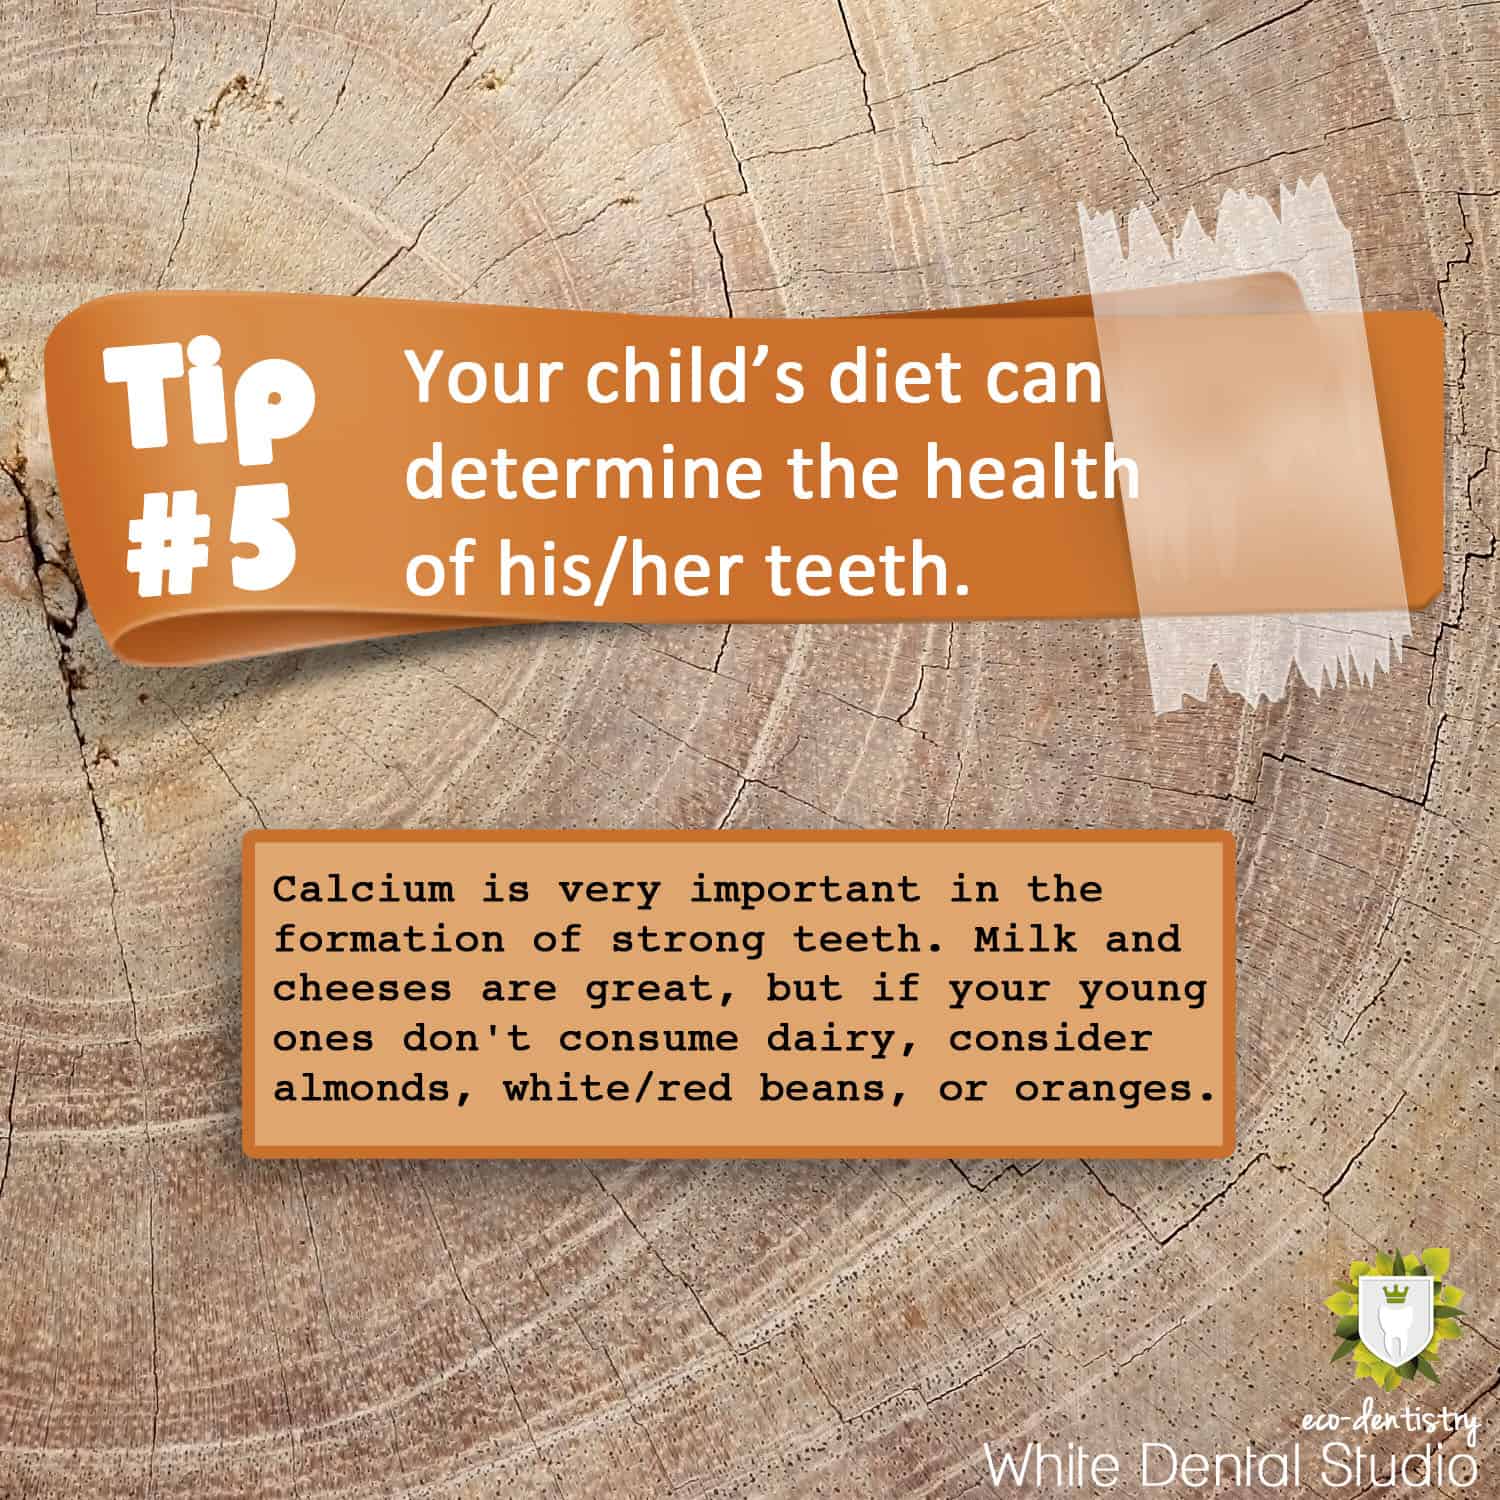 Tip
#5
Your child’s diet can
determine the health
of his/her teeth.
Calcium is very important in the
formation of strong teeth. Milk and
cheeses are great, but if your young
ones don't consume dairy, consider
almonds, white/red beans, or oranges.
eco-dentistry
White Dental Studio